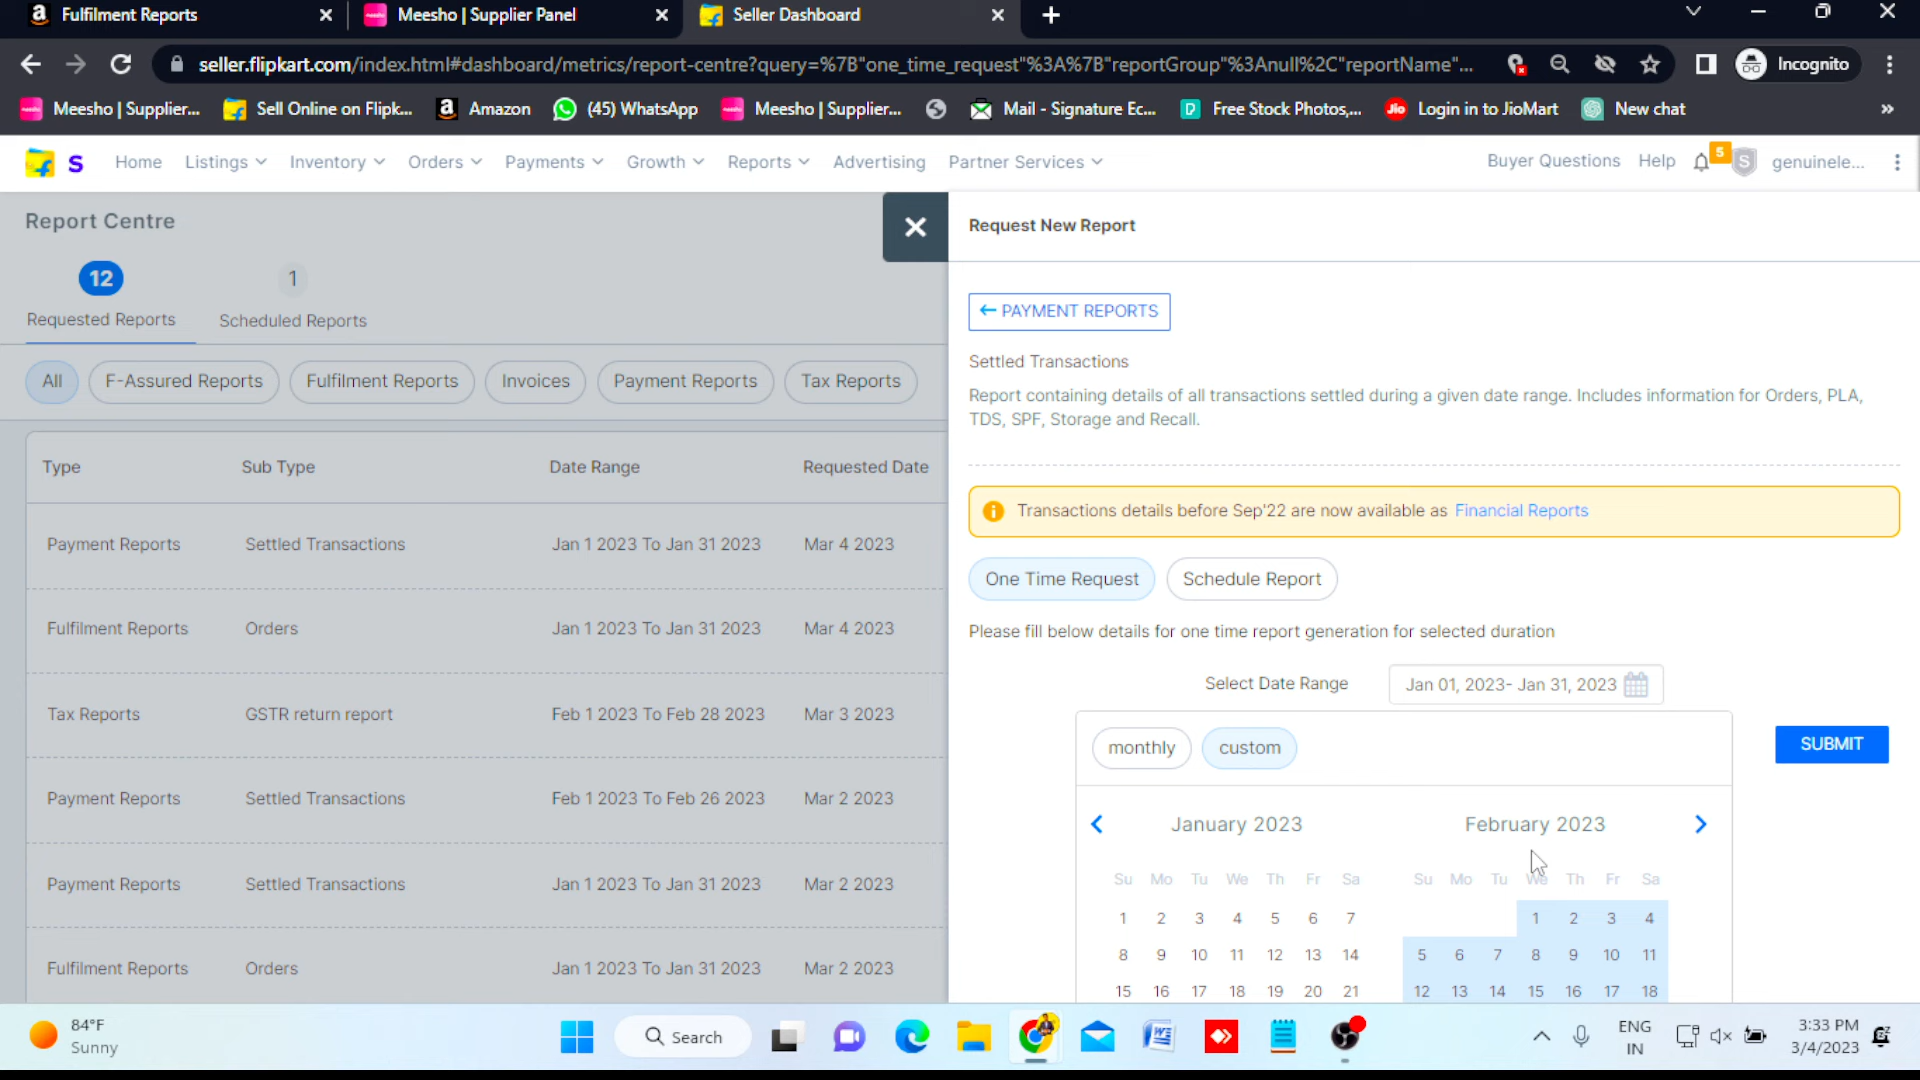 Fulfilment Reports
Meesho | Supplier Panel
Seller Dashboard
seller.flipkart.com/index.html#dashboard/metrics/report-centre?query=%7B"one_time_request"%3A%7B"reportGroup"%3Anull%2C"reportName"...
Incognito
Meesho | Supplier...
Sell Online on Flipk...
Amazon
(45) WhatsApp
Meesho | Supplier...
Mail - Signature Ec...
Free Stock Photos,...
Login in to JioMart
New chat
Home
Listings
Inventory
Orders
Payments
Growth
Reports
Advertising
Partner Services
Buyer Questions
Help
5
S
genuinele...
Report Centre
12
Requested Reports
1
Scheduled Reports
All
F-Assured Reports
Fulfilment Reports
Invoices
Payment Reports
Tax Reports
Type Sub Type Date Range Requested Date
Payment Reports Settled Transactions Jan 1 2023 To Jan 31 2023 Mar 4 2023
Fulfilment Reports Orders Jan 1 2023 To Jan 31 2023 Mar 4 2023
Tax Reports GSTR return report Feb 1 2023 To Feb 28 2023 Mar 3 2023
Payment Reports Settled Transactions Feb 1 2023 To Feb 26 2023 Mar 2 2023
Payment Reports Settled Transactions Jan 1 2023 To Jan 31 2023 Mar 2 2023
Fulfilment Reports Orders Jan 1 2023 To Jan 31 2023 Mar 2 2023
Request New Report
← PAYMENT REPORTS
Settled Transactions
Report containing details of all transactions settled during a given date range. Includes information for Orders, PLA,
TDS, SPF, Storage and Recall.
Transactions details before Sep'22 are now available as Financial Reports
One Time Request
Schedule Report
Please fill below details for one time report generation for selected duration
Select Date Range Jan 01, 2023- Jan 31, 2023
monthly
custom
SUBMIT
January 2023
February 2023
Su Mo Tu We Th Fr Sa Su Mo Tu We Th Fr Sa
1 2 3 4 5 6 7 1 2 3 4
8 9 10 11 12 13 14 5 6 7 8 9 10 11
15 16 17 18 19 20 21 12 13 14 15 16 17 18
84°F
Sunny
Search
ENG
IN
3:33 PM
3/4/2023